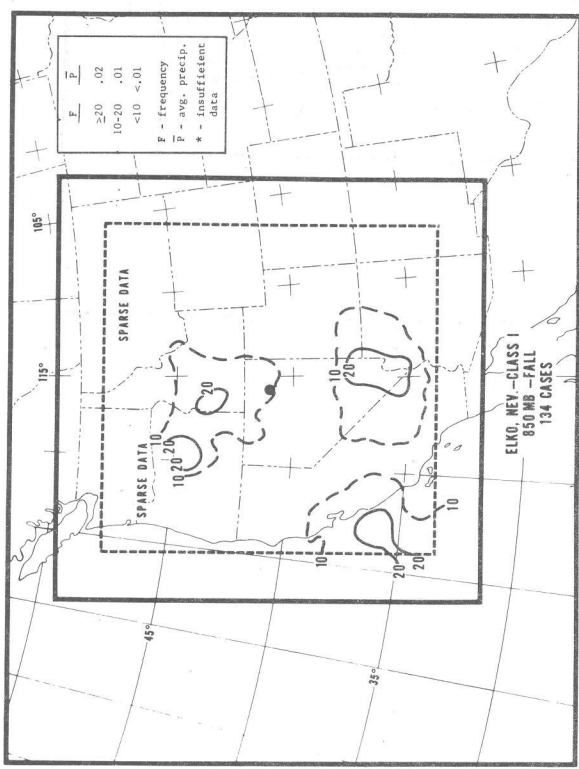 F P̅
≥20 .02
10-20 .01
<10 <.01
F - frequency
P̅ - avg. precip.
* - insufficient
data
105°
115°
45°
35°
SPARSE DATA
SPARSE DATA
10
20
20
10
20
10
20
10
20
20
10
ELKO, NEV.-CLASS I
850 MB -FALL
134 CASES